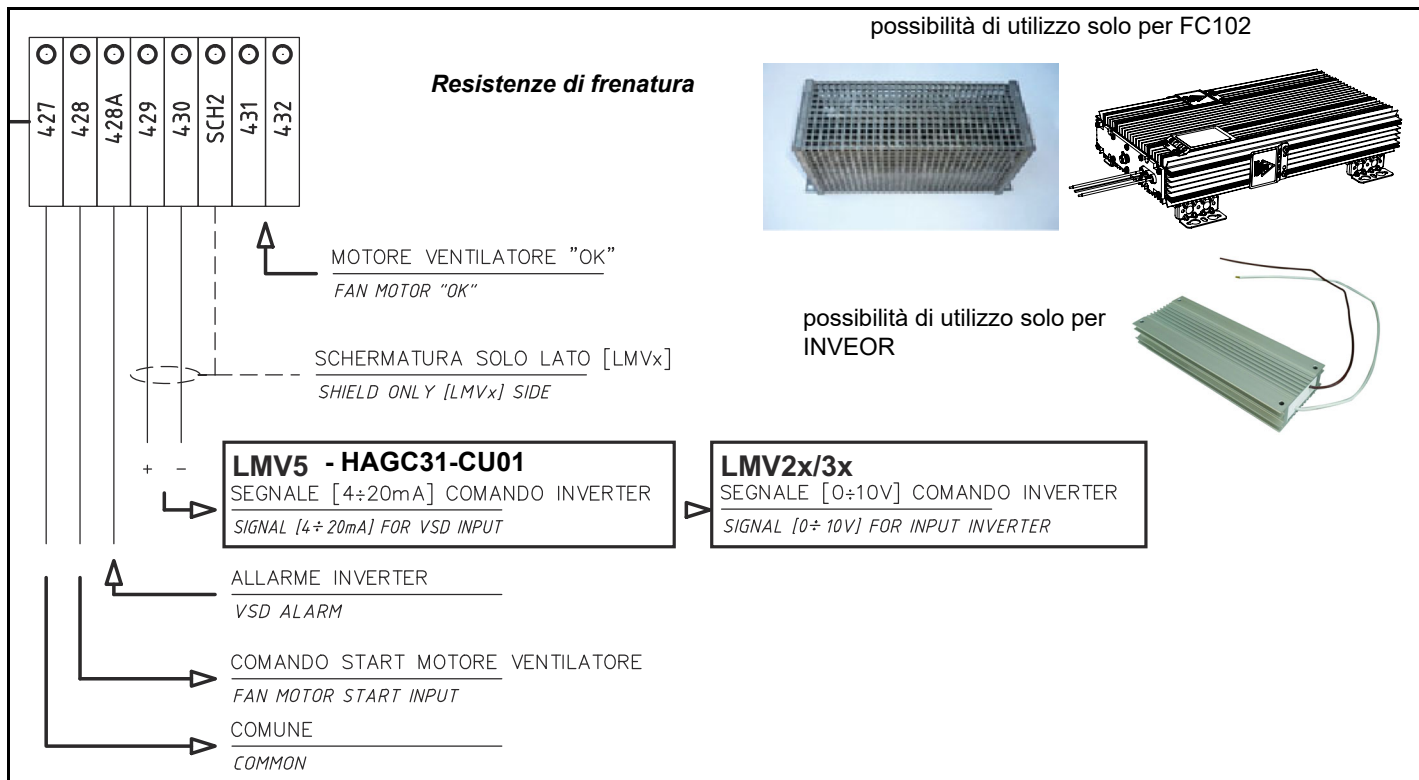 possibilità di utilizzo solo per FC102
Resistenze di frenatura
427
428
428A
429
430
SCH2
431
432
MOTORE VENTILATORE "OK"
FAN MOTOR "OK"
possibilità di utilizzo solo per
INVEOR
SCHERMATURA SOLO LATO [LMVx]
SHIELD ONLY [LMVx] SIDE
+ −
LMV5 - HAGC31-CU01
SEGNALE [4÷20mA] COMANDO INVERTER
SIGNAL [4÷20mA] FOR VSD INPUT
LMV2x/3x
SEGNALE [0÷10V] COMANDO INVERTER
SIGNAL [0÷10V] FOR INPUT INVERTER
ALLARME INVERTER
VSD ALARM
COMANDO START MOTORE VENTILATORE
FAN MOTOR START INPUT
COMUNE
COMMON